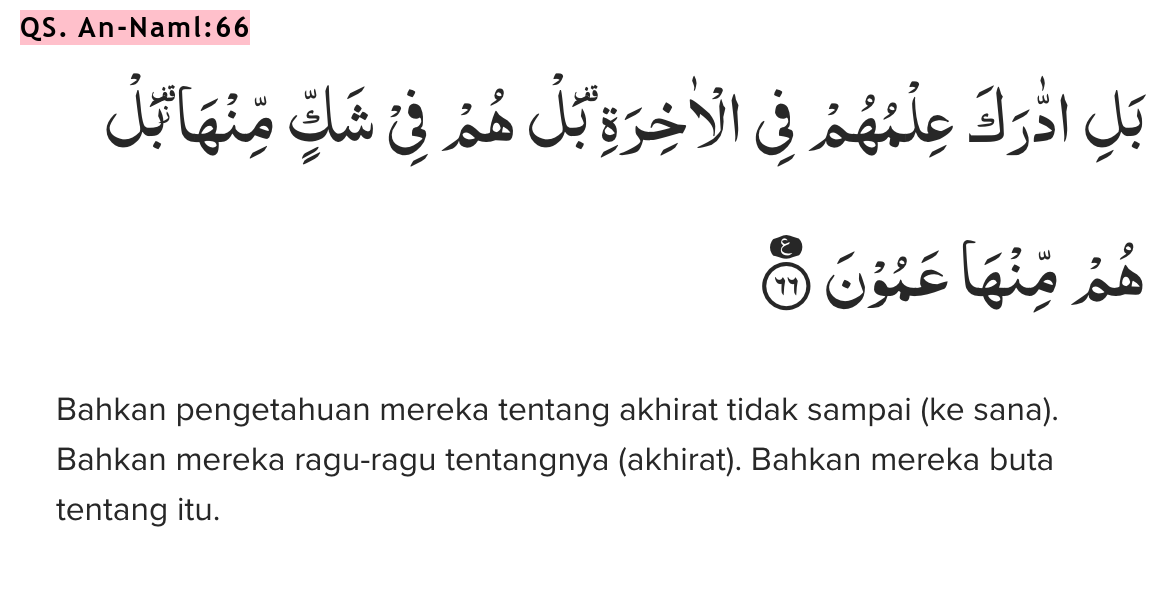 QS. An-Naml:66
بَلِ ادّٰرَكَ عِلْمُهُمْ فِى الْاٰخِرَةِۗ بَلْ هُمْ فِيْ شَكٍّ مِّنْهَاۗ بَلْ
هُمْ مِّنْهَا عَمُوْنَ ࣖ ٦٦
Bahkan pengetahuan mereka tentang akhirat tidak sampai (ke sana).
Bahkan mereka ragu-ragu tentangnya (akhirat). Bahkan mereka buta
tentang itu.